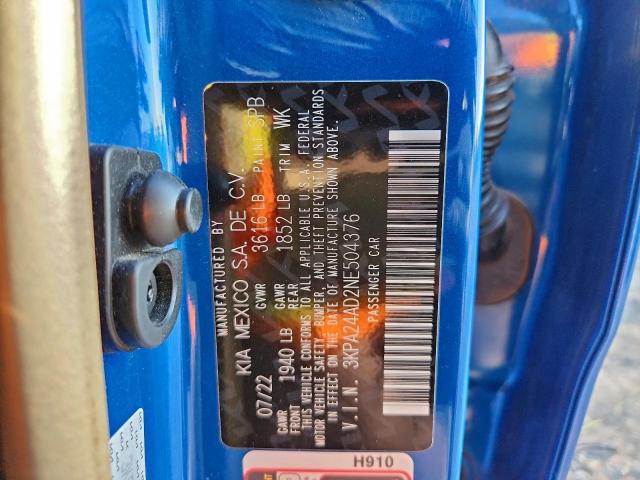 MANUFACTURED BY
KIA MEXICO S.A. DE C.V.
07/22 GVWR 3616 LB PAINT 3PB
GAWR FRONT 1940 LB GAWR REAR 1852 LB TRIM WK
THIS VEHICLE CONFORMS TO ALL APPLICABLE U.S.A. FEDERAL
MOTOR VEHICLE SAFETY, BUMPER, AND THEFT PREVENTION STANDARDS
IN EFFECT ON THE DATE OF MANUFACTURE SHOWN ABOVE.
V.I.N. 3KPA24AD2NE504376
PASSENGER CAR
H910